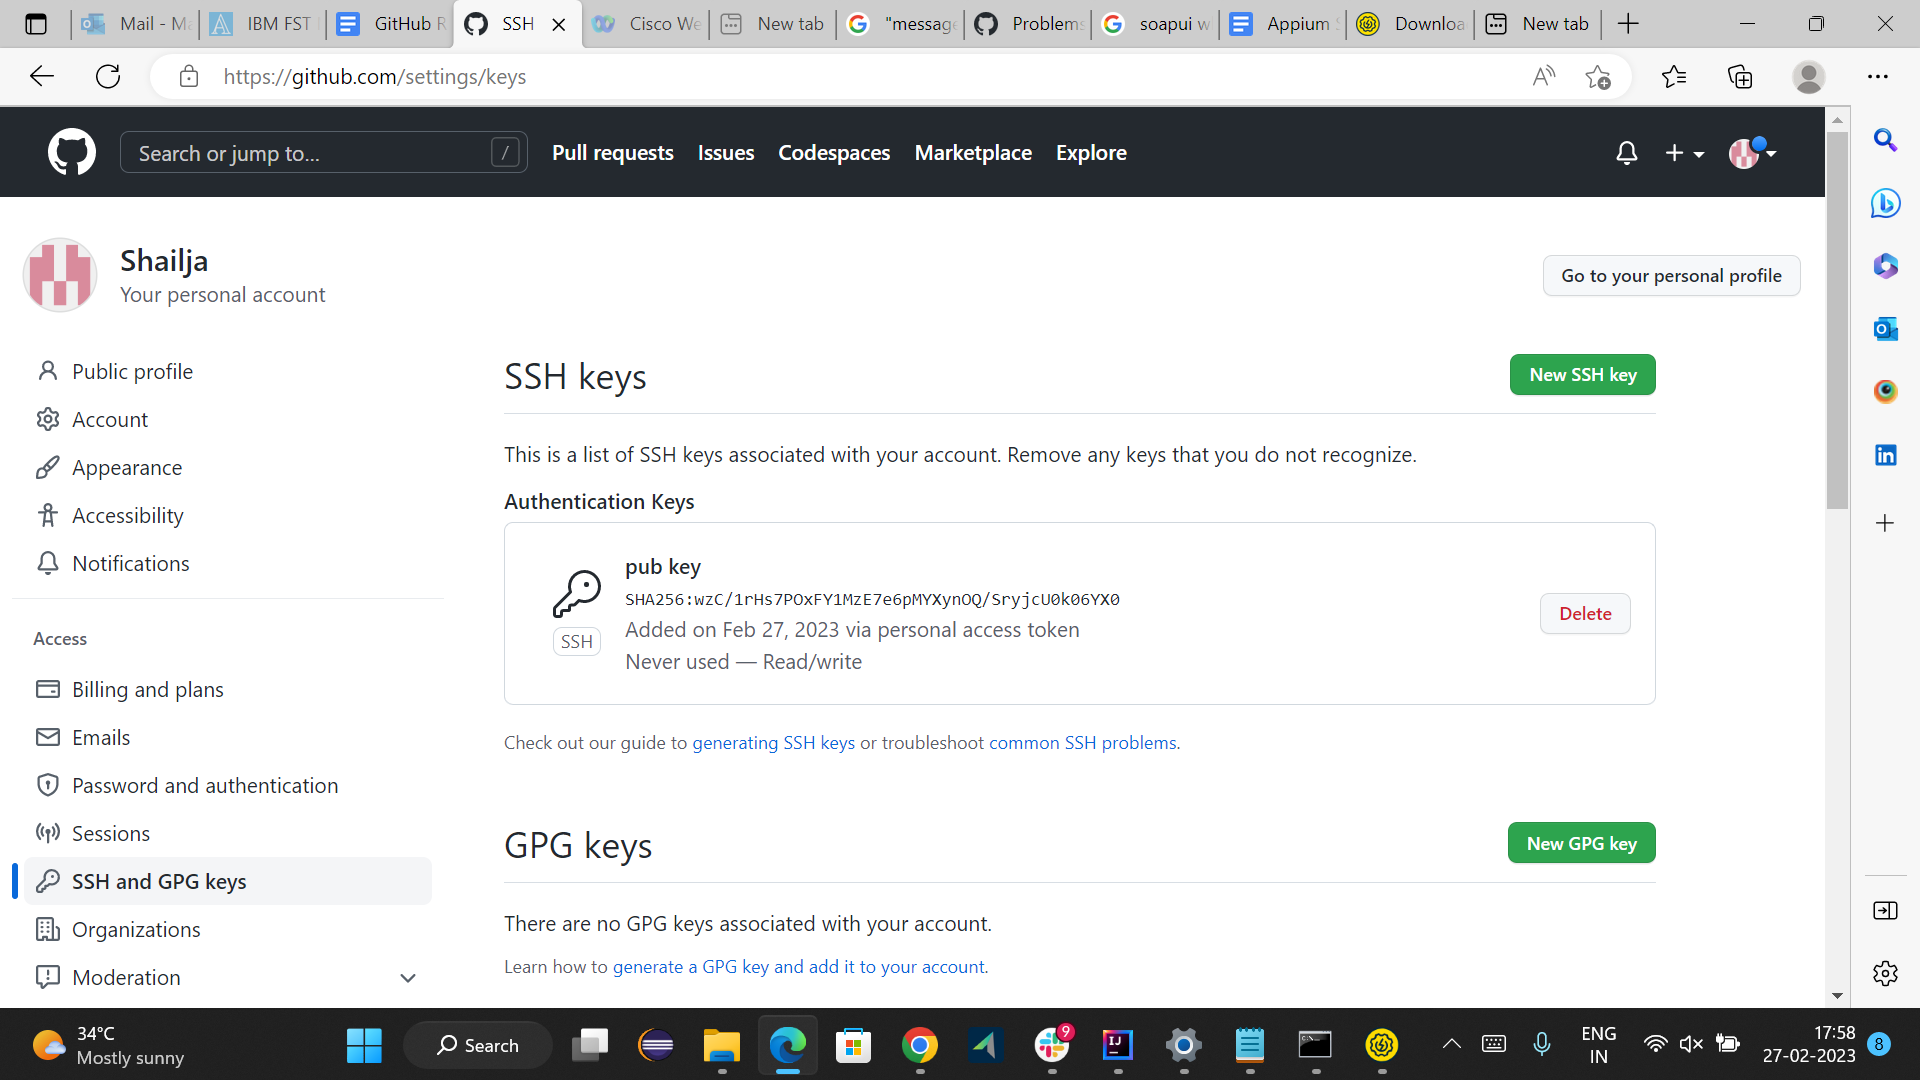 Mail - Ma
IBM FST
GitHub R
SSH
Cisco We
New tab
"message
Problems
soapui wi
Appium S
Downloa
New tab
https://github.com/settings/keys
Search or jump to...
/
Pull requests
Issues
Codespaces
Marketplace
Explore
Shailja
Your personal account
Go to your personal profile
Public profile
Account
Appearance
Accessibility
Notifications
Access
Billing and plans
Emails
Password and authentication
Sessions
SSH and GPG keys
Organizations
Moderation
SSH keys
New SSH key
This is a list of SSH keys associated with your account. Remove any keys that you do not recognize.
Authentication Keys
pub key
SHA256:wzC/1rHs7POxFY1MzE7e6pMYXynOQ/SryjcU0k06YX0
Added on Feb 27, 2023 via personal access token
Never used — Read/write
SSH
Delete
Check out our guide to generating SSH keys or troubleshoot common SSH problems.
GPG keys
New GPG key
There are no GPG keys associated with your account.
Learn how to generate a GPG key and add it to your account.
34°C
Mostly sunny
Search
9
ENG
IN
17:58
27-02-2023
8